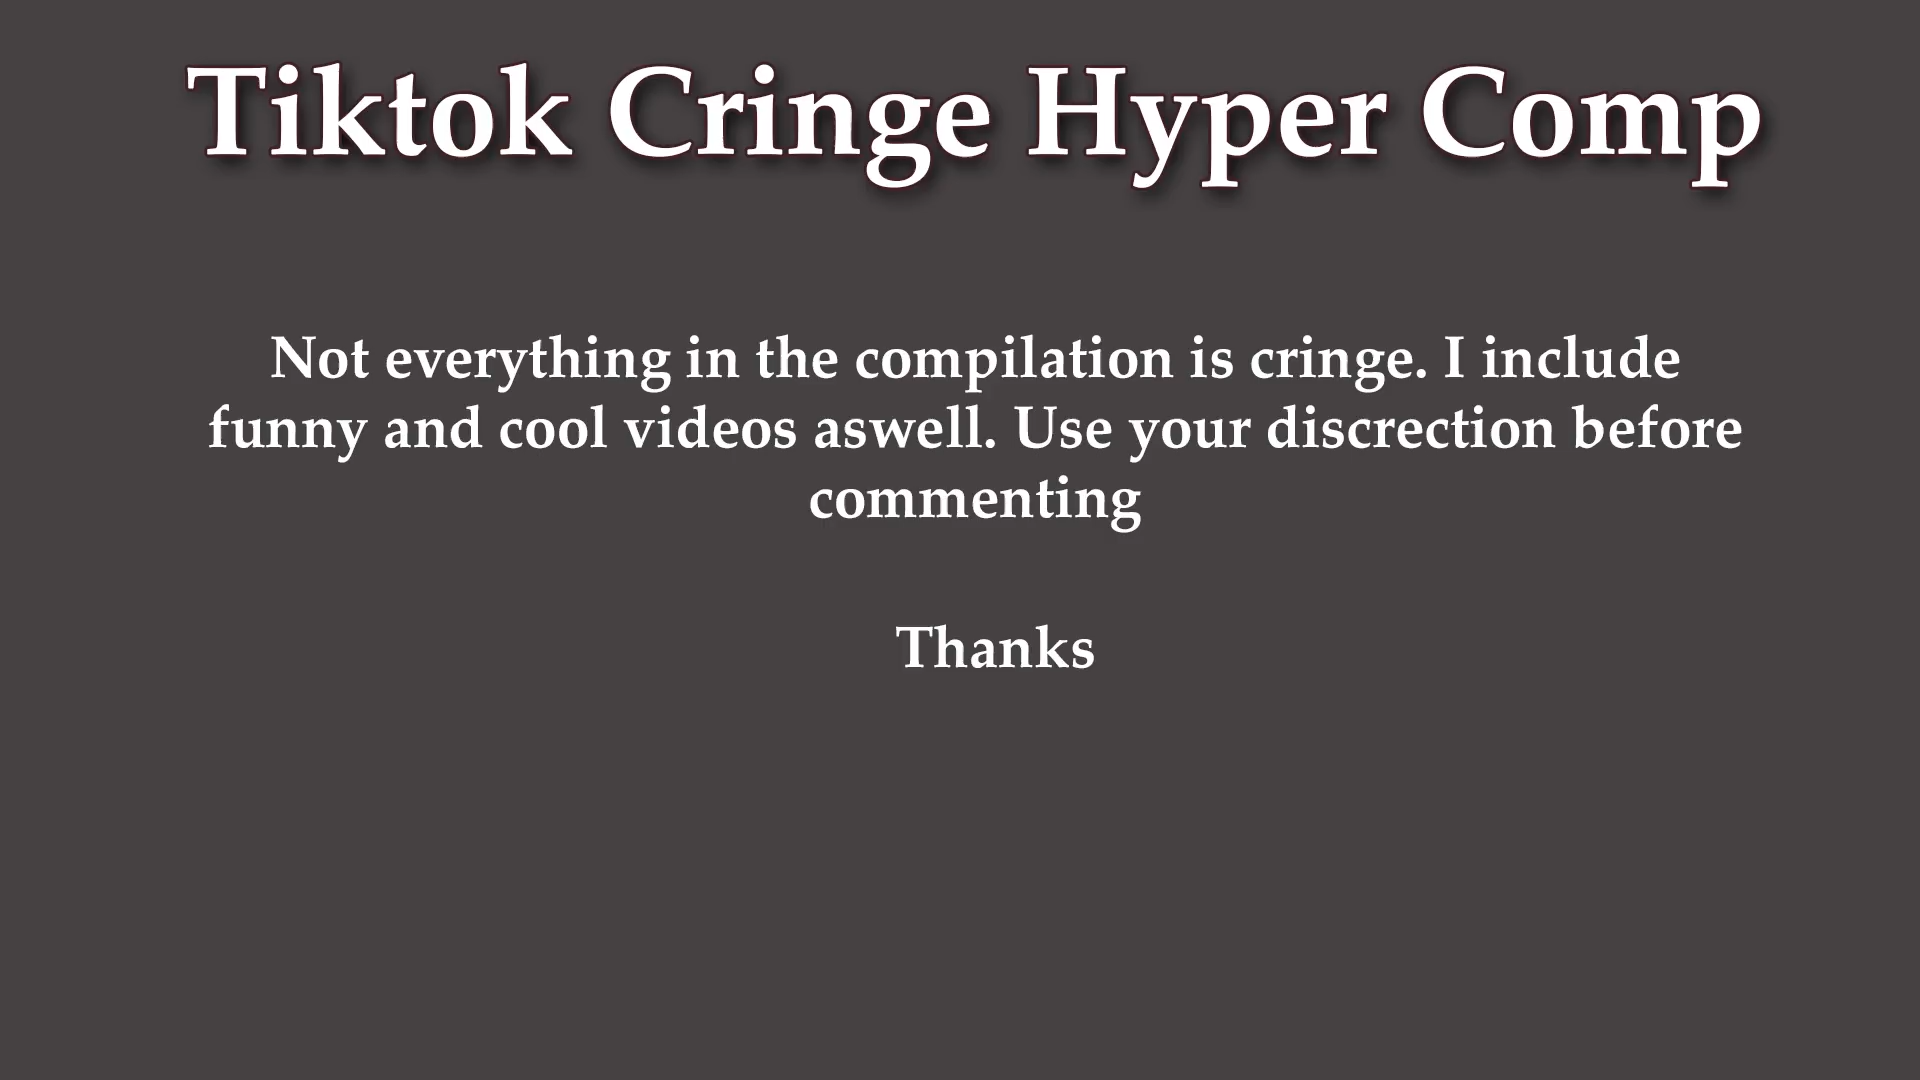 Tiktok Cringe Hyper Comp
Not everything in the compilation is cringe. I include
funny and cool videos aswell. Use your discrection before
commenting
Thanks